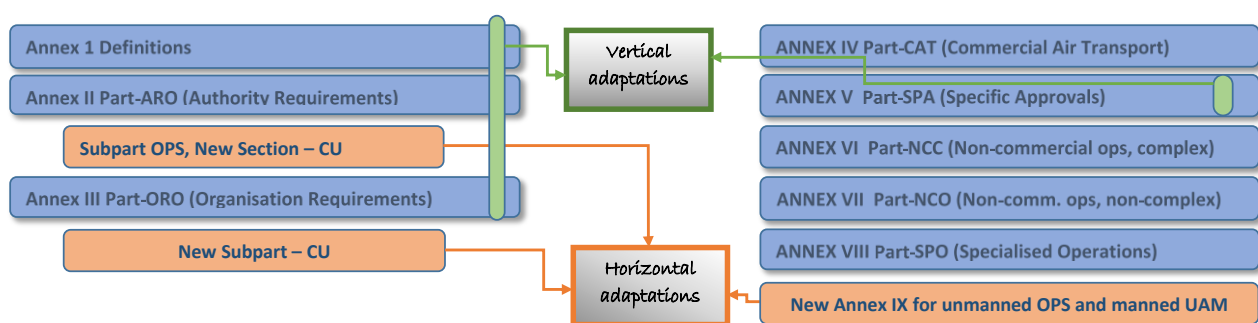 Annex 1 Definitions
Annex II Part-ARO (Authority Requirements)
Subpart OPS, New Section – CU
Annex III Part-ORO (Organisation Requirements)
New Subpart – CU
Vertical
adaptations
Horizontal
adaptations
ANNEX IV Part-CAT (Commercial Air Transport)
ANNEX V Part-SPA (Specific Approvals)
ANNEX VI Part-NCC (Non-commercial ops, complex)
ANNEX VII Part-NCO (Non-comm. ops, non-complex)
ANNEX VIII Part-SPO (Specialised Operations)
New Annex IX for unmanned OPS and manned UAM